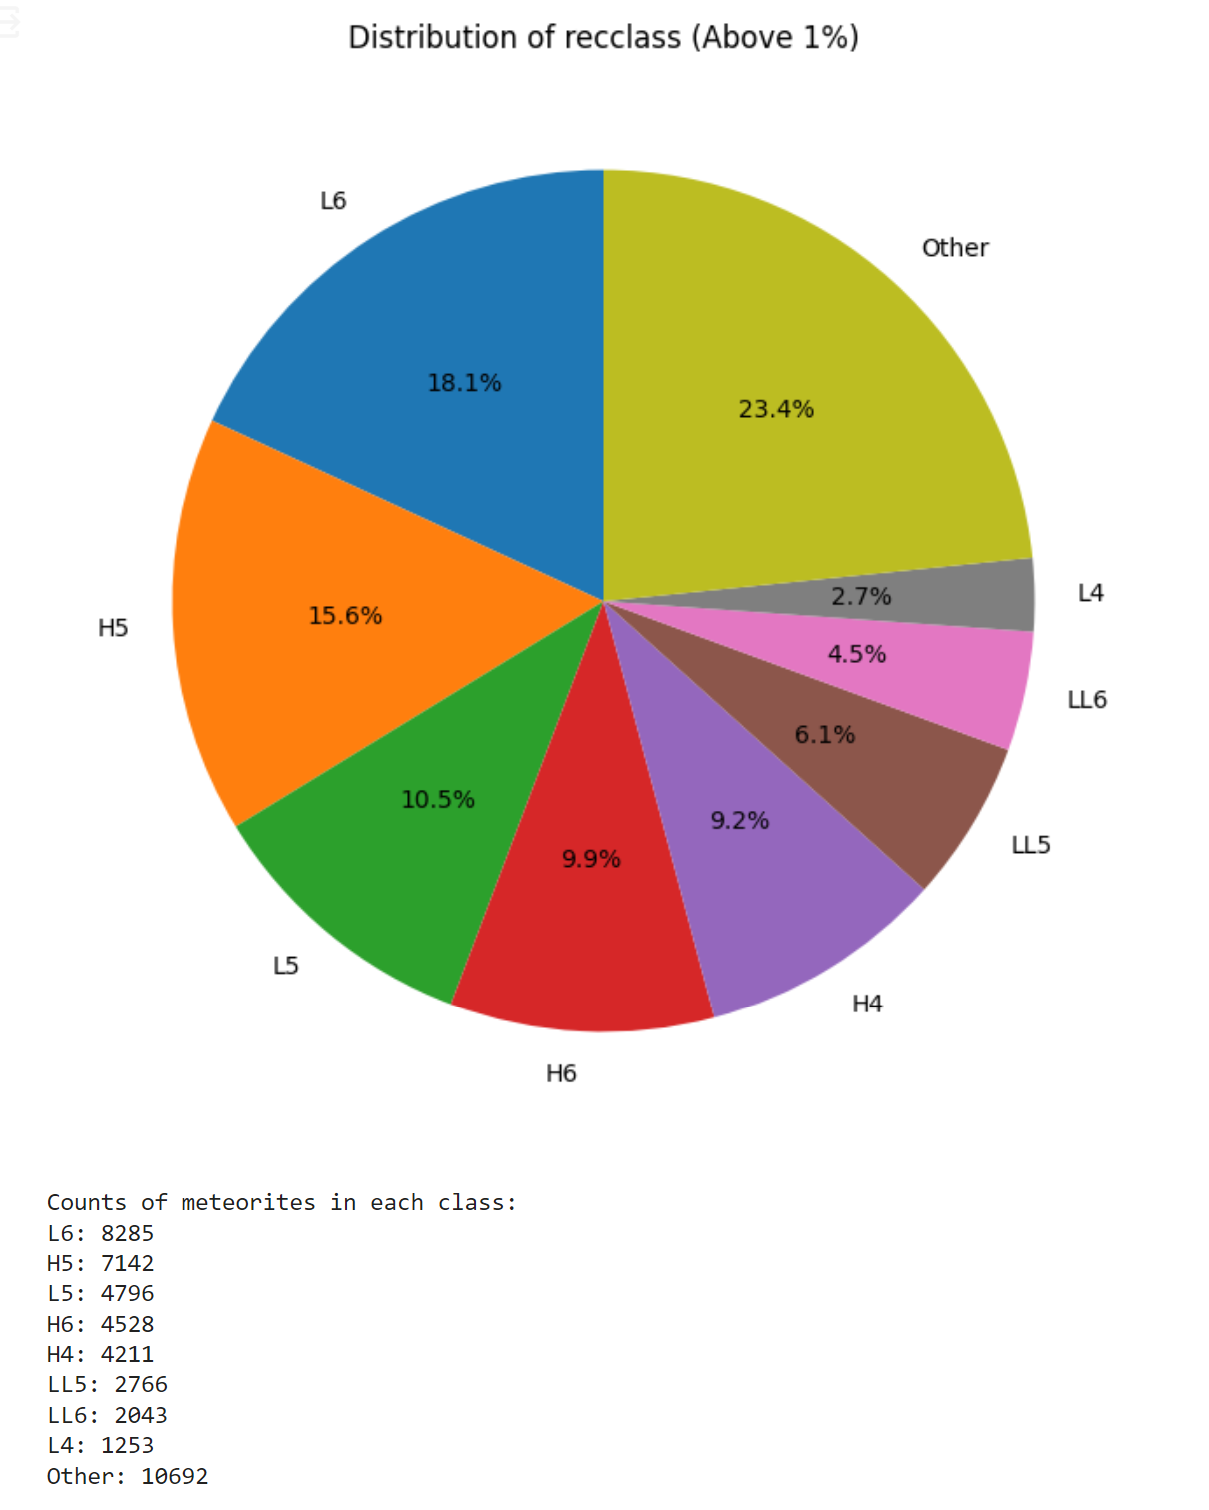 Distribution of recclass (Above 1%)
L6
Other
18.1%
23.4%
L4
2.7%
15.6%
H5
4.5%
LL6
6.1%
10.5%
9.2%
LL5
9.9%
L5
H4
H6
Counts of meteorites in each class:
L6: 8285
H5: 7142
L5: 4796
H6: 4528
H4: 4211
LL5: 2766
LL6: 2043
L4: 1253
Other: 10692